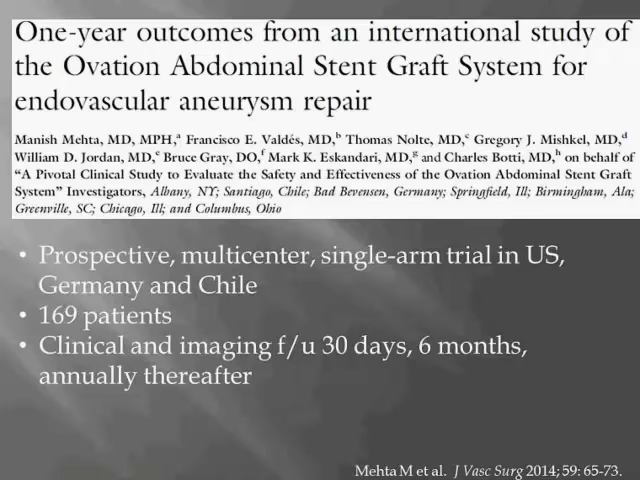 One-year outcomes from an international study of
the Ovation Abdominal Stent Graft System for
endovascular aneurysm repair
Manish Mehta, MD, MPH,a Francisco E. Valdés, MD,b Thomas Nolte, MD,c Gregory J. Mishkel, MD,d
William D. Jordan, MD,e Bruce Gray, DO,f Mark K. Eskandari, MD,g and Charles Botti, MD,h on behalf of
“A Pivotal Clinical Study to Evaluate the Safety and Effectiveness of the Ovation Abdominal Stent Graft
System” Investigators, Albany, NY; Santiago, Chile; Bad Bevensen, Germany; Springfield, Ill; Birmingham, Ala;
Greenville, SC; Chicago, Ill; and Columbus, Ohio
• Prospective, multicenter, single-arm trial in US,
Germany and Chile
• 169 patients
• Clinical and imaging f/u 30 days, 6 months,
annually thereafter
Mehta M et al. J Vasc Surg 2014; 59: 65-73.